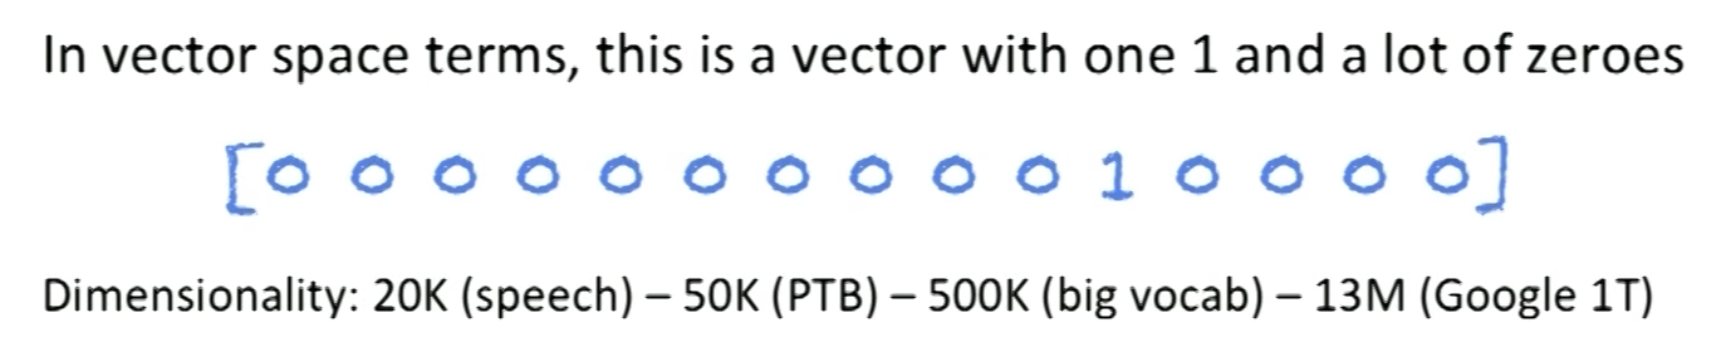 In vector space terms, this is a vector with one 1 and a lot of zeroes
[0 0 0 0 0 0 0 0 0 0 1 0 0 0 0]
Dimensionality: 20K (speech) – 50K (PTB) – 500K (big vocab) – 13M (Google 1T)